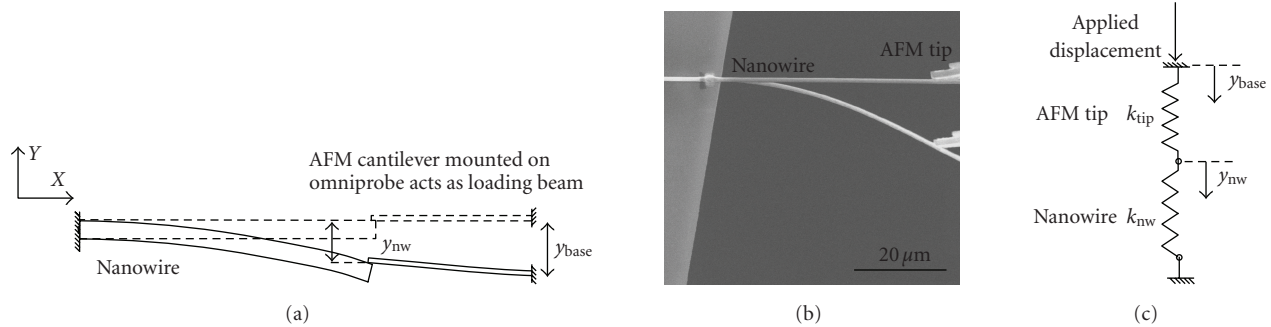 Y
X
AFM cantilever mounted on
omniprobe acts as loading beam
y_nw
y_base
Nanowire
(a)
Nanowire
AFM tip
20 μm
(b)
Applied
displacement
y_base
AFM tip k_tip
y_nw
Nanowire k_nw
(c)